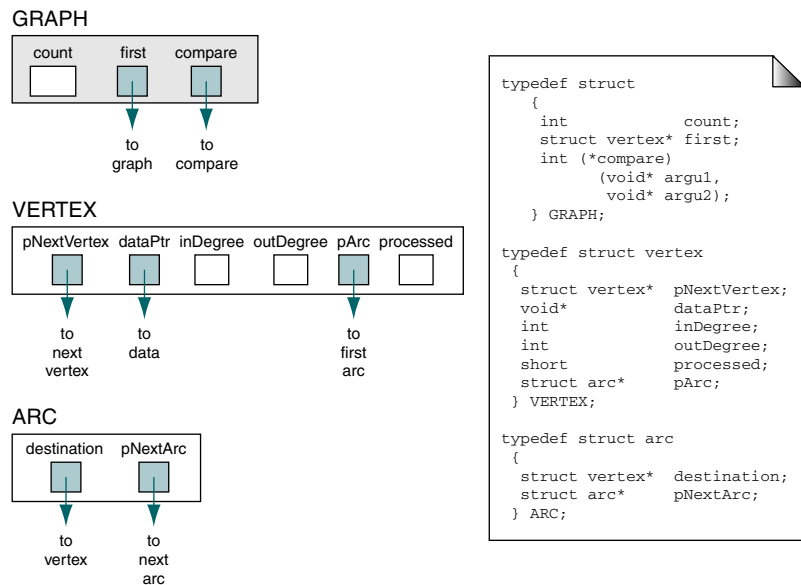 GRAPH
count first compare
to graph
to compare
VERTEX
pNextVertex dataPtr inDegree outDegree pArc processed
to next vertex
to data
to first arc
ARC
destination pNextArc
to vertex
to next arc
typedef struct
{
int count;
struct vertex* first;
int (*compare)
(void* argu1,
void* argu2);
} GRAPH;
typedef struct vertex
{
struct vertex* pNextVertex;
void* dataPtr;
int inDegree;
int outDegree;
short processed;
struct arc* pArc;
} VERTEX;
typedef struct arc
{
struct vertex* destination;
struct arc* pNextArc;
} ARC;